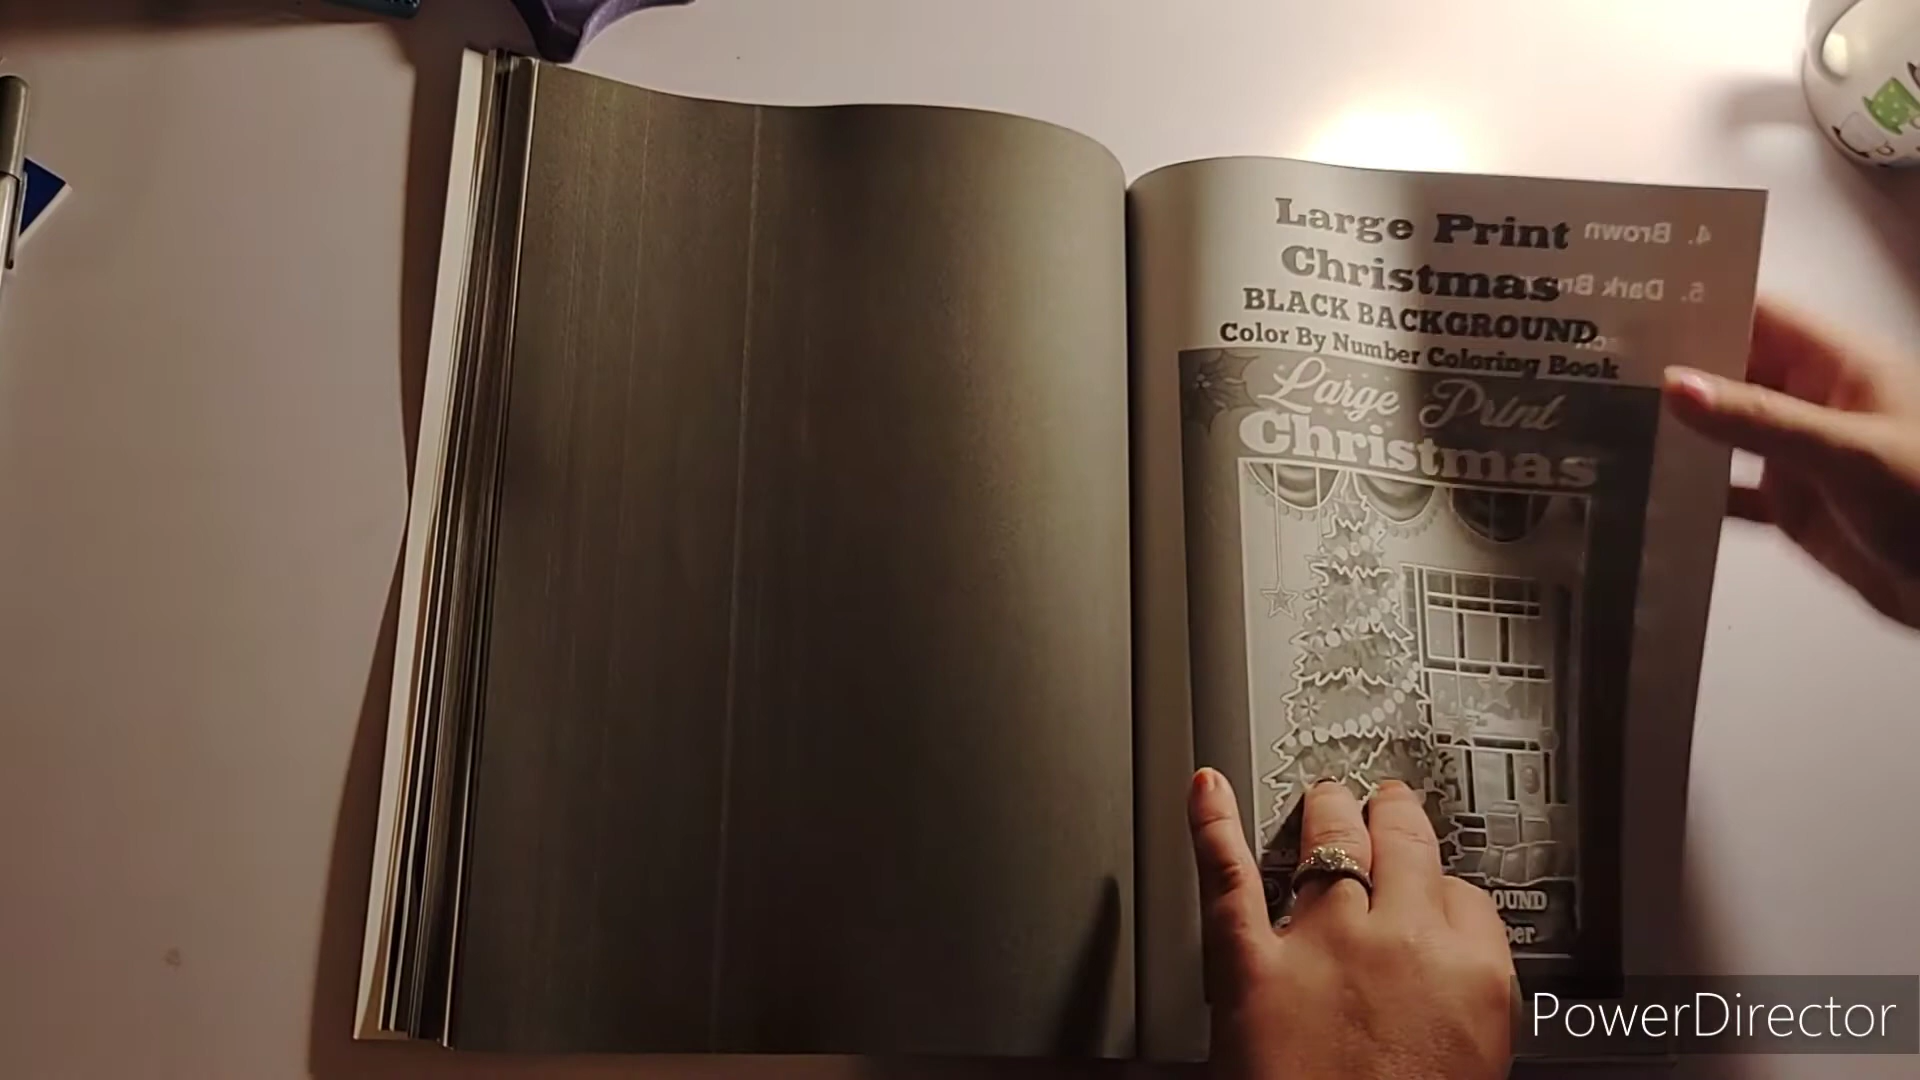 Large Print
Christmas
BLACK BACKGROUND
Color By Number Coloring Book
Large Print
Christmas
4. Brown
5. Dark
PowerDirector